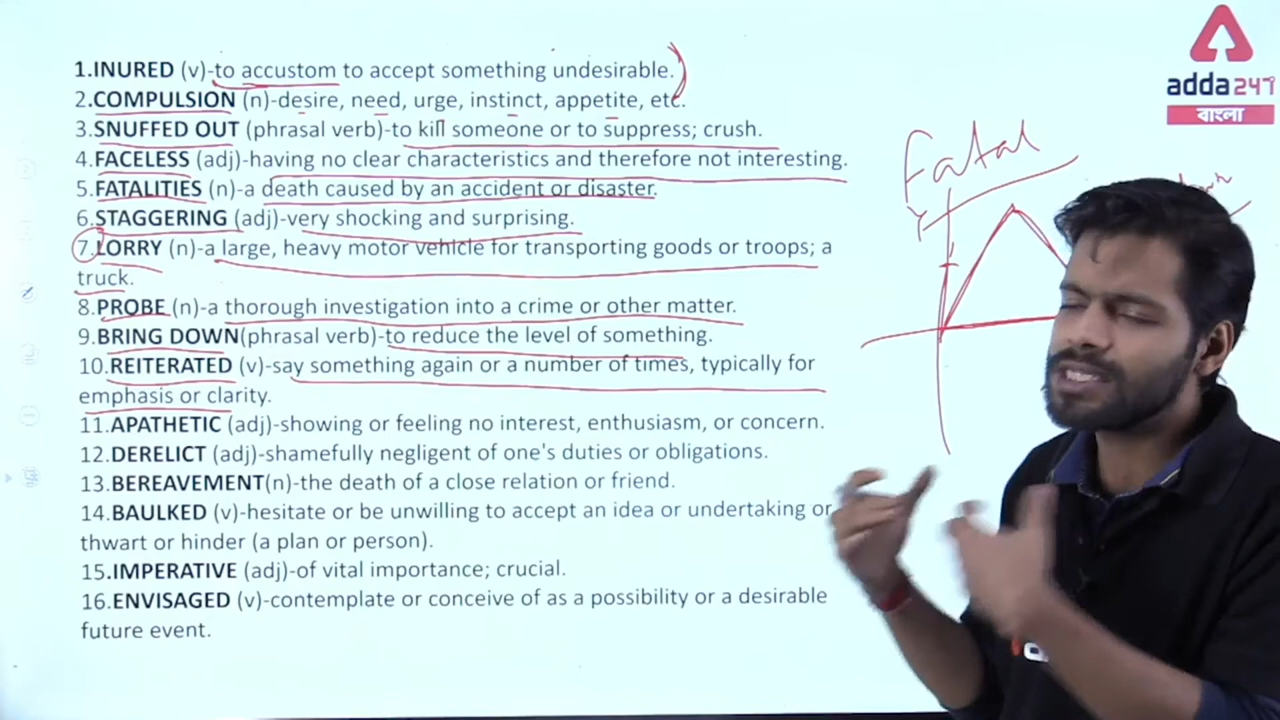 1.INURED (v)-to accustom to accept something undesirable.
2.COMPULSION (n)-desire, need, urge, instinct, appetite, etc.
3.SNUFFED OUT (phrasal verb)-to kill someone or to suppress; crush.
4.FACELESS (adj)-having no clear characteristics and therefore not interesting.
5.FATALITIES (n)-a death caused by an accident or disaster.
6.STAGGERING (adj)-very shocking and surprising.
7.LORRY (n)-a large, heavy motor vehicle for transporting goods or troops; a
truck.
8.PROBE (n)-a thorough investigation into a crime or other matter.
9.BRING DOWN(phrasal verb)-to reduce the level of something.
10.REITERATED (v)-say something again or a number of times, typically for
emphasis or clarity.
11.APATHETIC (adj)-showing or feeling no interest, enthusiasm, or concern.
12.DERELICT (adj)-shamefully negligent of one's duties or obligations.
13.BEREAVEMENT(n)-the death of a close relation or friend.
14.BAULKED (v)-hesitate or be unwilling to accept an idea or undertaking or
thwart or hinder (a plan or person).
15.IMPERATIVE (adj)-of vital importance; crucial.
16.ENVISAGED (v)-contemplate or conceive of as a possibility or a desirable
future event.
adda247
বাংলা
Fatal
Y